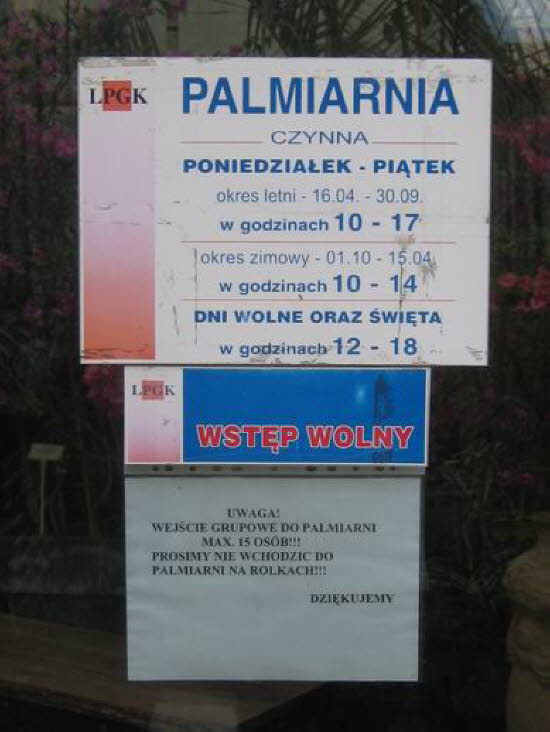 LPGK
PALMIARNIA
CZYNNA
PONIEDZIAŁEK - PIĄTEK
okres letni - 16.04. - 30.09.
w godzinach 10 - 17
okres zimowy - 01.10 - 15.04
w godzinach 10 - 14
DNI WOLNE ORAZ ŚWIĘTA
w godzinach 12 - 18
LPGK
WSTĘP WOLNY
UWAGA!
WEJŚCIE GRUPOWE DO PALMIARNI
MAX. 15 OSÓB!!!
PROSIMY NIE WCHODZIC DO
PALMIARNI NA ROLKACH!!!
DZIĘKUJEMY